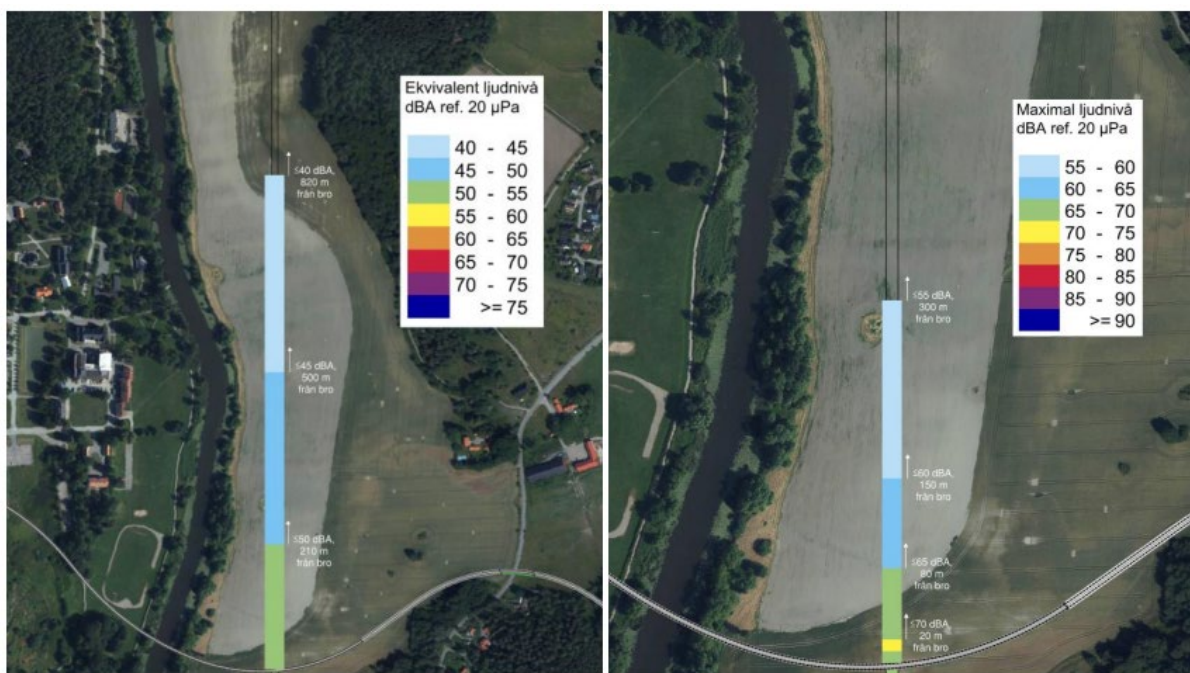 Ekvivalent ljudnivå
dBA ref. 20 µPa
40 - 45
45 - 50
50 - 55
55 - 60
60 - 65
65 - 70
70 - 75
>= 75
≤40 dBA,
820 m
från bro
≤45 dBA,
500 m
från bro
≤50 dBA,
210 m
från bro
Maximal ljudnivå
dBA ref. 20 µPa
55 - 60
60 - 65
65 - 70
70 - 75
75 - 80
80 - 85
85 - 90
>= 90
≤55 dBA,
300 m
från bro
≤60 dBA,
150 m
från bro
≤65 dBA,
80 m
från bro
≤70 dBA,
20 m
från bro